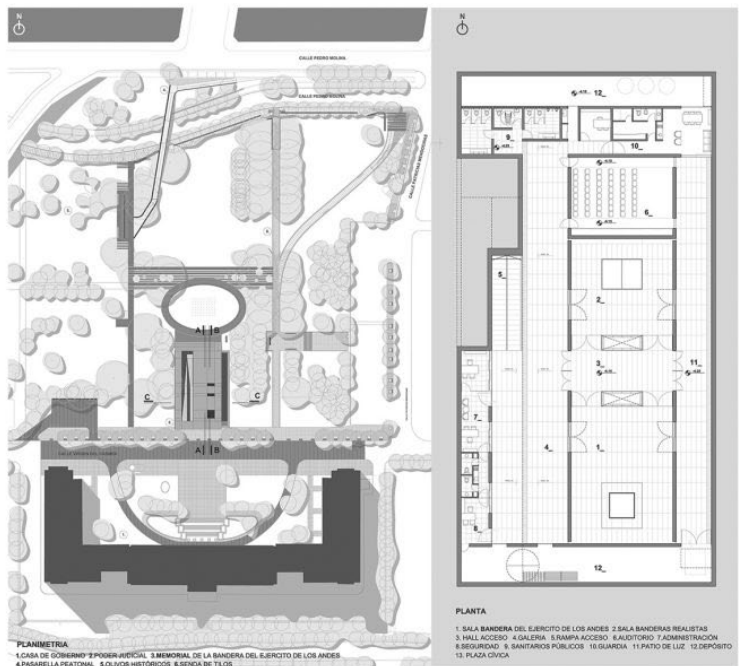 N
CALLE PEDRO MOLINA
CALLE PEDRO MOLINA
A B
C C
A B
PLANIMETRIA
1.CASA DE GOBIERNO 2.PODER JUDICIAL 3.MEMORIAL DE LA BANDERA DEL EJERCITO DE LOS ANDES
4.PASARELLA PEATONAL 5.OLIVOS HISTÓRICOS 6.SENDA DE TILOS
N
12_
9_
10_
6_
5_
2_
3_
11_
7_
4_
1_
8_
12_
PLANTA
1. SALA BANDERA DEL EJERCITO DE LOS ANDES 2.SALA BANDERAS REALISTAS
3. HALL ACCESO 4.GALERIA 5.RAMPA ACCESO 6.AUDITORIO 7.ADMINISTRACIÓN
8.SEGURIDAD 9. SANITARIOS PÚBLICOS 10.GUARDIA 11.PATIO DE LUZ 12.DEPÓSITO
13. PLAZA CÍVICA